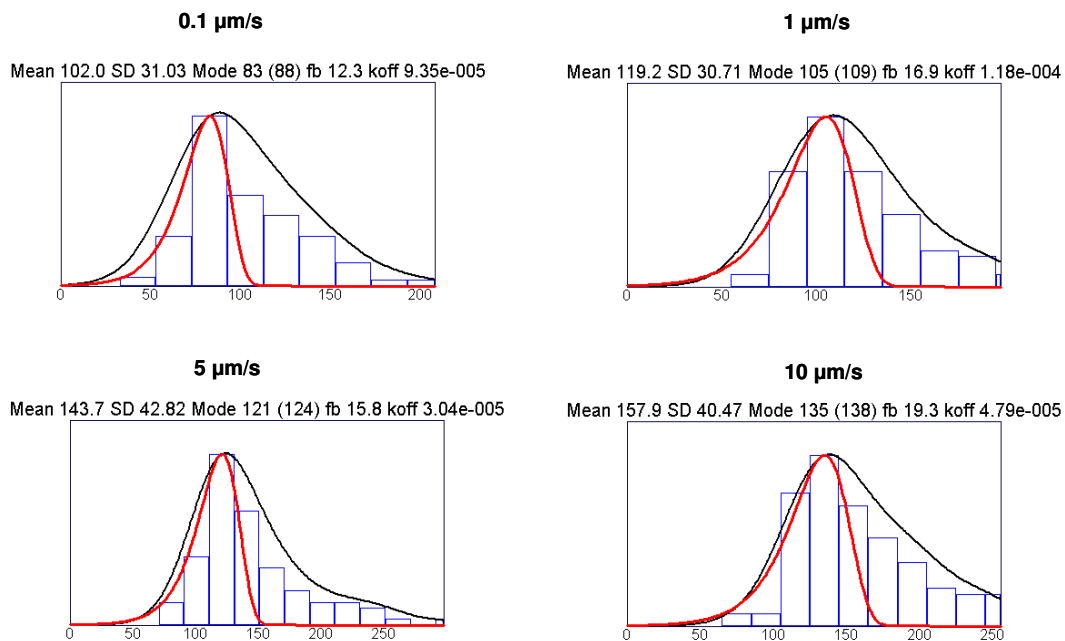 0.1 µm/s
Mean 102.0 SD 31.03 Mode 83 (88) fb 12.3 koff 9.35e-005
0 50 100 150 200
1 µm/s
Mean 119.2 SD 30.71 Mode 105 (109) fb 16.9 koff 1.18e-004
0 50 100 150
5 µm/s
Mean 143.7 SD 42.82 Mode 121 (124) fb 15.8 koff 3.04e-005
0 50 100 150 200 250
10 µm/s
Mean 157.9 SD 40.47 Mode 135 (138) fb 19.3 koff 4.79e-005
0 50 100 150 200 250